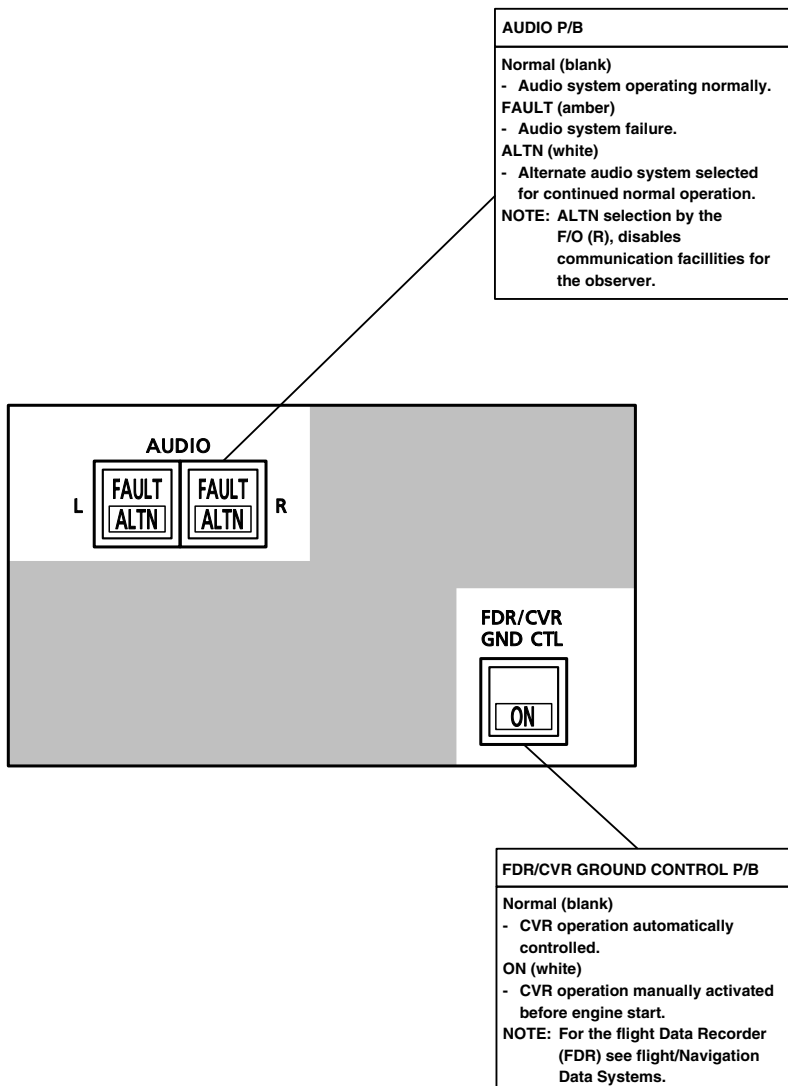 AUDIO P/B
Normal (blank)
- Audio system operating normally.
FAULT (amber)
- Audio system failure.
ALTN (white)
- Alternate audio system selected
for continued normal operation.
NOTE: ALTN selection by the
F/O (R), disables
communication facillities for
the observer.
AUDIO
L
FAULT
ALTN
FAULT
ALTN
R
FDR/CVR
GND CTL
ON
FDR/CVR GROUND CONTROL P/B
Normal (blank)
- CVR operation automatically
controlled.
ON (white)
- CVR operation manually activated
before engine start.
NOTE: For the flight Data Recorder
(FDR) see flight/Navigation
Data Systems.